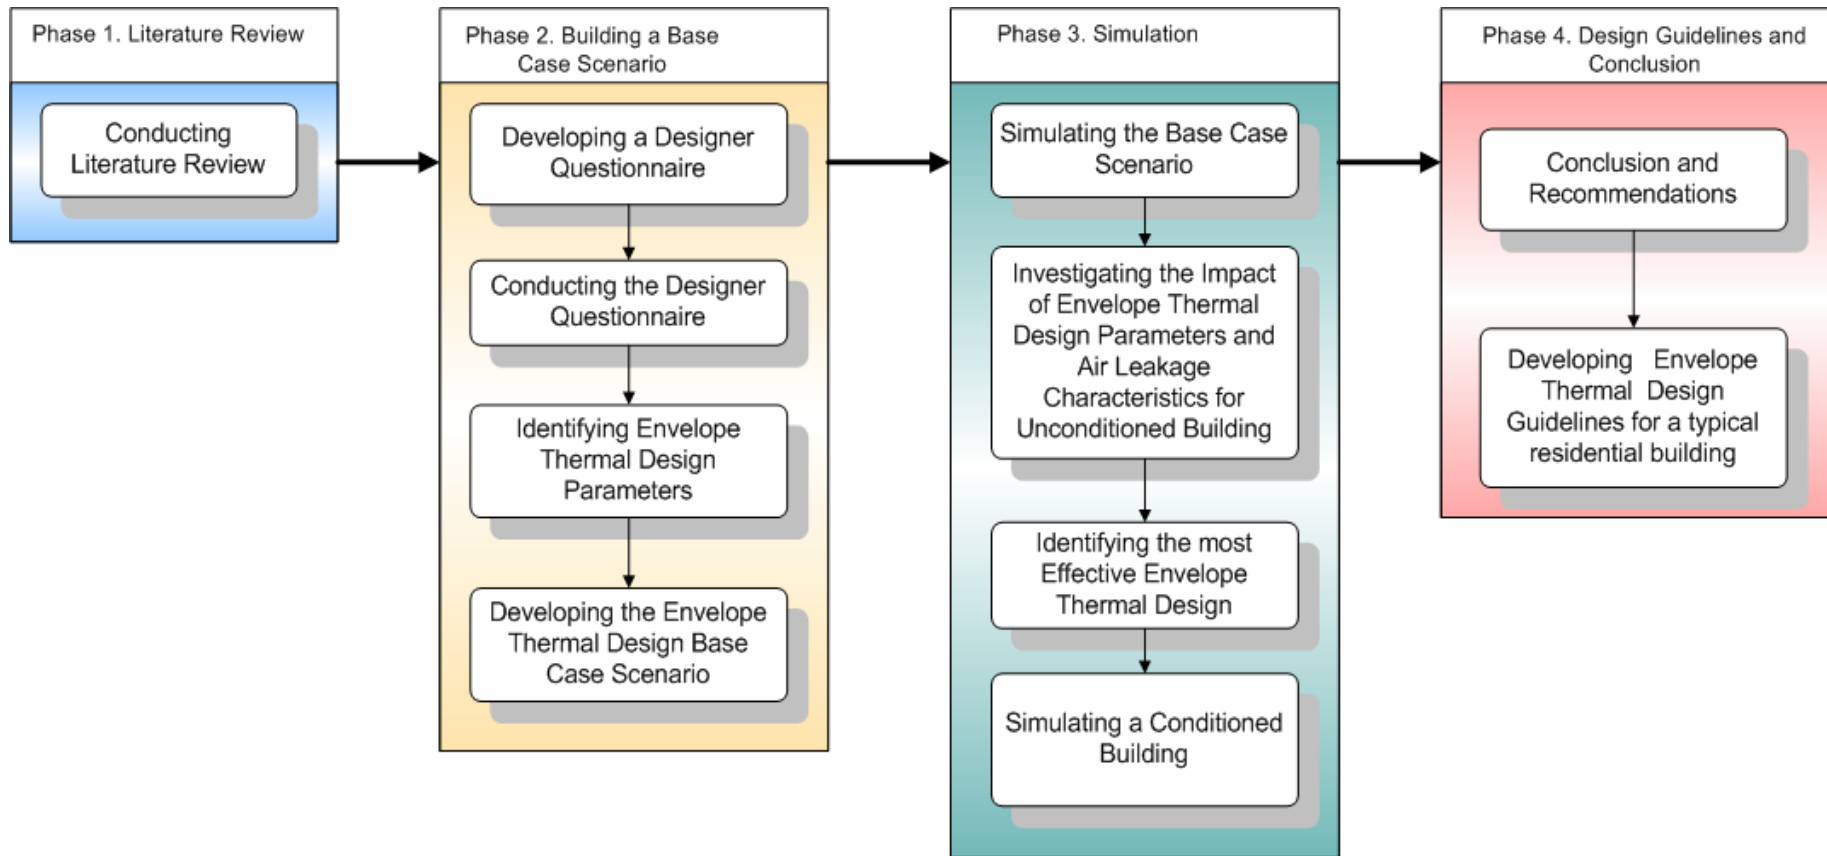 Phase 1. Literature Review
Conducting
Literature Review
Phase 2. Building a Base
Case Scenario
Developing a Designer
Questionnaire
Conducting the Designer
Questionnaire
Identifying Envelope
Thermal Design
Parameters
Developing the Envelope
Thermal Design Base
Case Scenario
Phase 3. Simulation
Simulating the Base Case
Scenario
Investigating the Impact
of Envelope Thermal
Design Parameters and
Air Leakage
Characteristics for
Unconditioned Building
Identifying the most
Effective Envelope
Thermal Design
Simulating a Conditioned
Building
Phase 4. Design Guidelines and
Conclusion
Conclusion and
Recommendations
Developing Envelope
Thermal Design
Guidelines for a typical
residential building